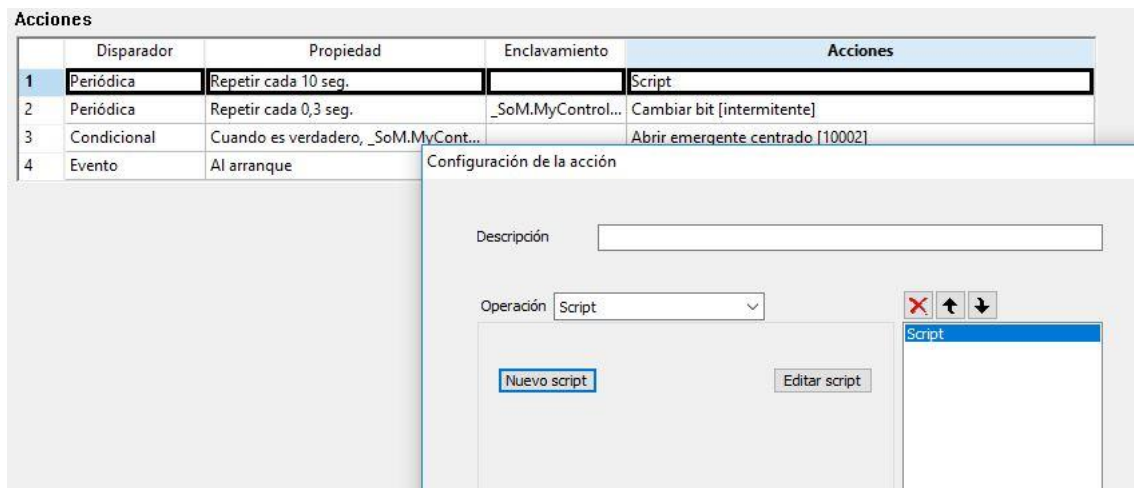 Acciones
Disparador Propiedad Enclavamiento Acciones
1 Periódica Repetir cada 10 seg. Script
2 Periódica Repetir cada 0,3 seg. _SoM.MyControl... Cambiar bit [intermitente]
3 Condicional Cuando es verdadero, _SoM.MyCont... Abrir emergente centrado [10002]
4 Evento Al arranque
Configuración de la acción
Descripción
Operación Script
Script
Nuevo script Editar script